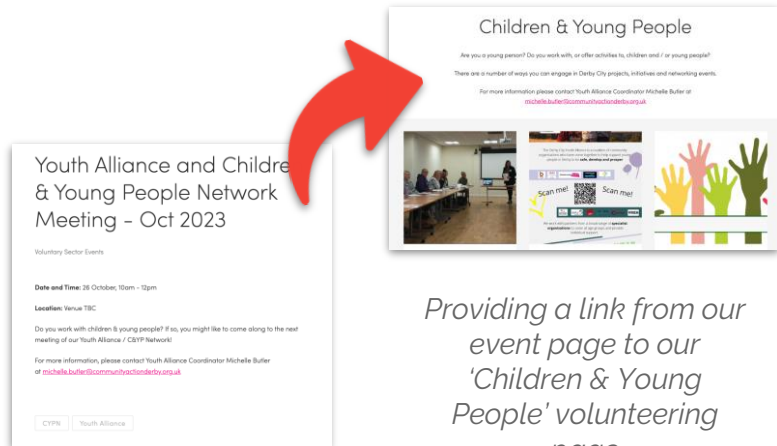 Children & Young People
Are you a young person? Do you work with, or offer activities to, children and / or young people?
There are a number of ways you can engage in Derby City projects, initiatives and networking events.
For more information please contact Youth Alliance Coordinator Michelle Butler at
michelle.butler@communityactionderby.org.uk
safe, develop and prosper
Scan me!
Scan me!
Youth Alliance and Childre
& Young People Network
Meeting - Oct 2023
Voluntary Sector Events
Date and Time: 26 October, 10am - 12pm
Location: Venue TBC
Do you work with children & young people? If so, you might like to come along to the next
meeting of our Youth Alliance / C&YP Network!
For more information, please contact Youth Alliance Coordinator Michelle Butler
at michelle.butler@communityactionderby.org.uk
CYPN
Youth Alliance
Providing a link from our
event page to our
‘Children & Young
People’ volunteering
page